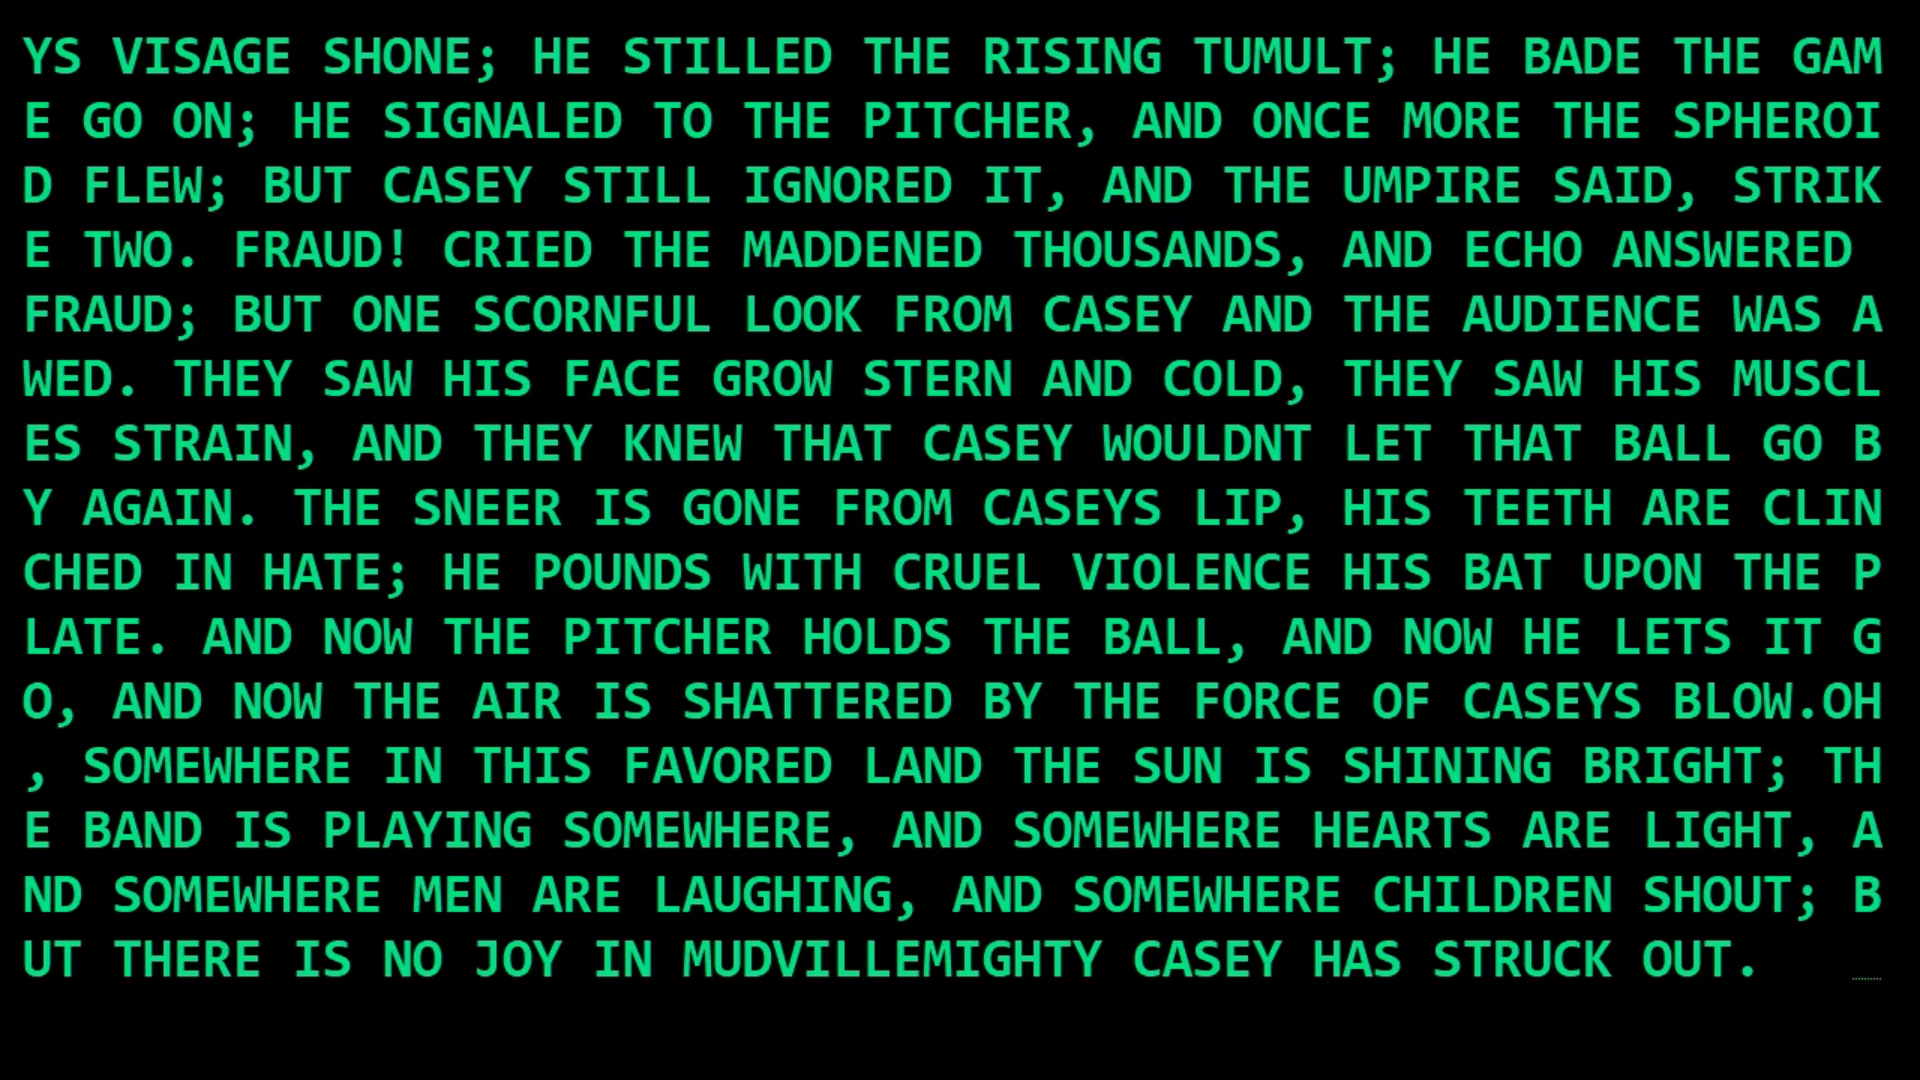 YS VISAGE SHONE; HE STILLED THE RISING TUMULT; HE BADE THE GAM
E GO ON; HE SIGNALED TO THE PITCHER, AND ONCE MORE THE SPHEROI
D FLEW; BUT CASEY STILL IGNORED IT, AND THE UMPIRE SAID, STRIK
E TWO. FRAUD! CRIED THE MADDENED THOUSANDS, AND ECHO ANSWERED
FRAUD; BUT ONE SCORNFUL LOOK FROM CASEY AND THE AUDIENCE WAS A
WED. THEY SAW HIS FACE GROW STERN AND COLD, THEY SAW HIS MUSCL
ES STRAIN, AND THEY KNEW THAT CASEY WOULDNT LET THAT BALL GO B
Y AGAIN. THE SNEER IS GONE FROM CASEYS LIP, HIS TEETH ARE CLIN
CHED IN HATE; HE POUNDS WITH CRUEL VIOLENCE HIS BAT UPON THE P
LATE. AND NOW THE PITCHER HOLDS THE BALL, AND NOW HE LETS IT G
O, AND NOW THE AIR IS SHATTERED BY THE FORCE OF CASEYS BLOW.OH
, SOMEWHERE IN THIS FAVORED LAND THE SUN IS SHINING BRIGHT; TH
E BAND IS PLAYING SOMEWHERE, AND SOMEWHERE HEARTS ARE LIGHT, A
ND SOMEWHERE MEN ARE LAUGHING, AND SOMEWHERE CHILDREN SHOUT; B
UT THERE IS NO JOY IN MUDVILLEMIGHTY CASEY HAS STRUCK OUT.